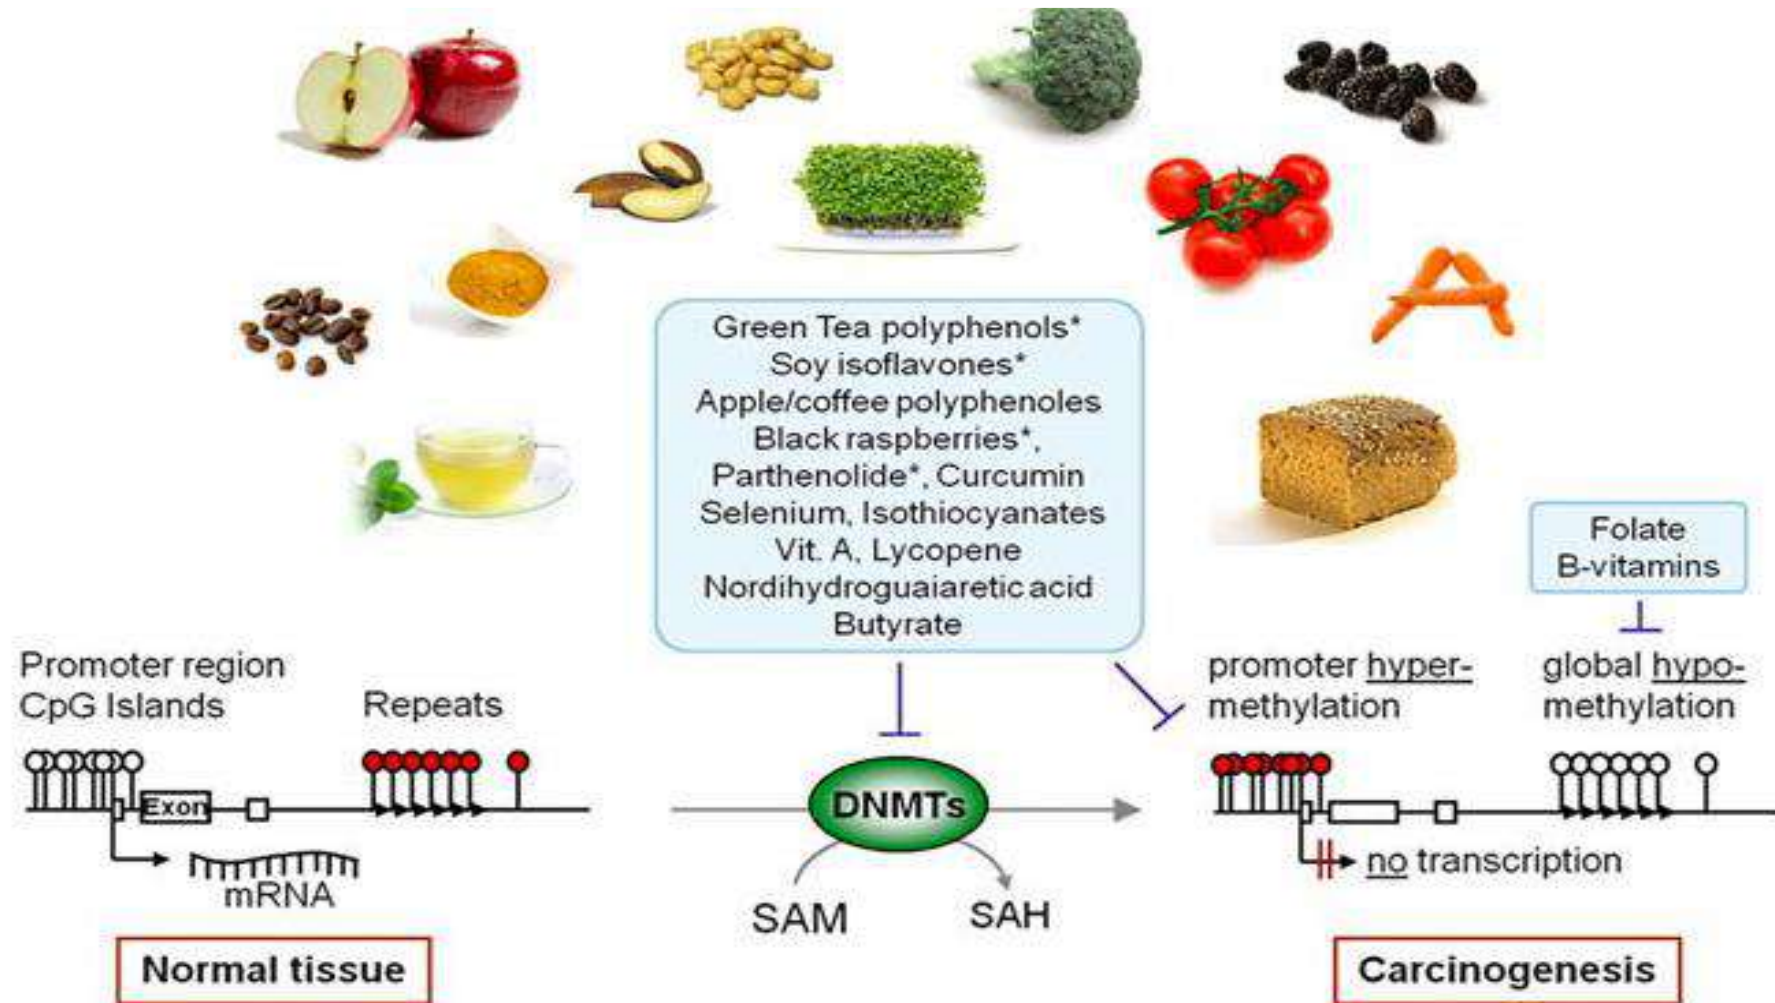 Green Tea polyphenols*
Soy isoflavones*
Apple/coffee polyphenoles
Black raspberries*,
Parthenolide*, Curcumin
Selenium, Isothiocyanates
Vit. A, Lycopene
Nordihydroguaiaretic acid
Butyrate
Folate
B-vitamins
Promoter region
CpG Islands
Repeats
promoter hyper-
methylation
global hypo-
methylation
Exon
mRNA
DNMTs
SAM
SAH
no transcription
Normal tissue
Carcinogenesis